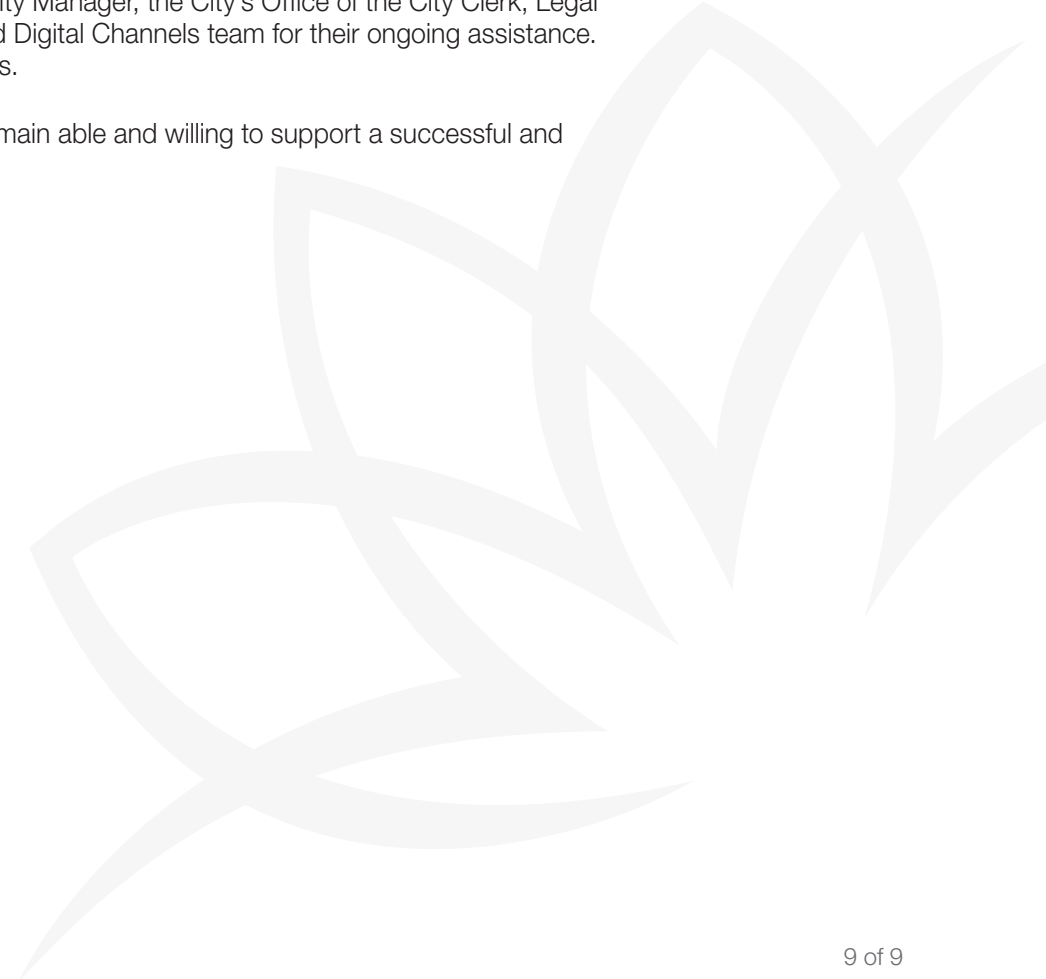 ity Manager, the City's Office of the City Clerk, Legal
d Digital Channels team for their ongoing assistance.
s.
main able and willing to support a successful and
9 of 9